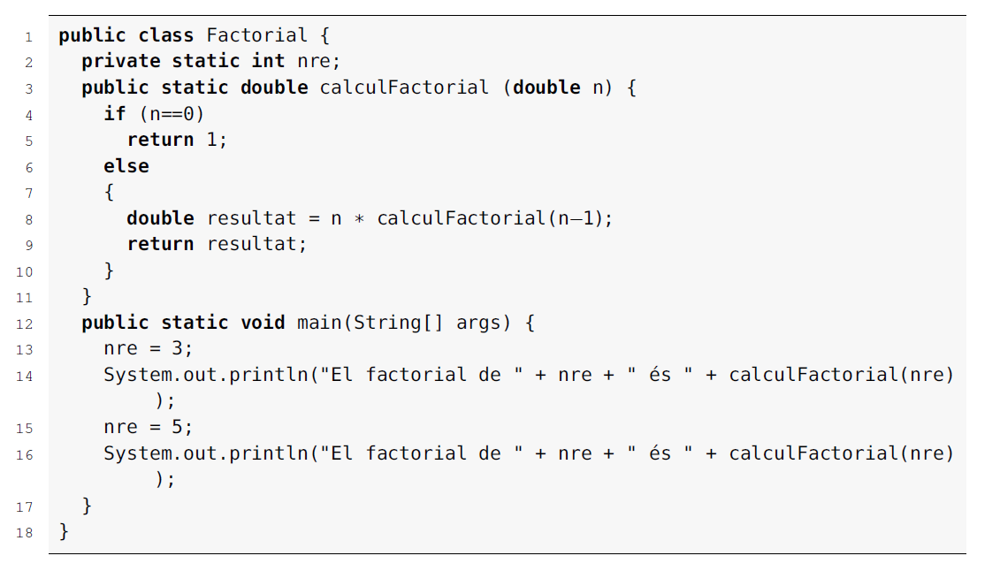 1 public class Factorial {
2 private static int nre;
3 public static double calculFactorial (double n) {
4 if (n==0)
5 return 1;
6 else
7 {
8 double resultat = n * calculFactorial(n–1);
9 return resultat;
10 }
11 }
12 public static void main(String[] args) {
13 nre = 3;
14 System.out.println("El factorial de " + nre + " és " + calculFactorial(nre)
);
15 nre = 5;
16 System.out.println("El factorial de " + nre + " és " + calculFactorial(nre)
);
17 }
18 }